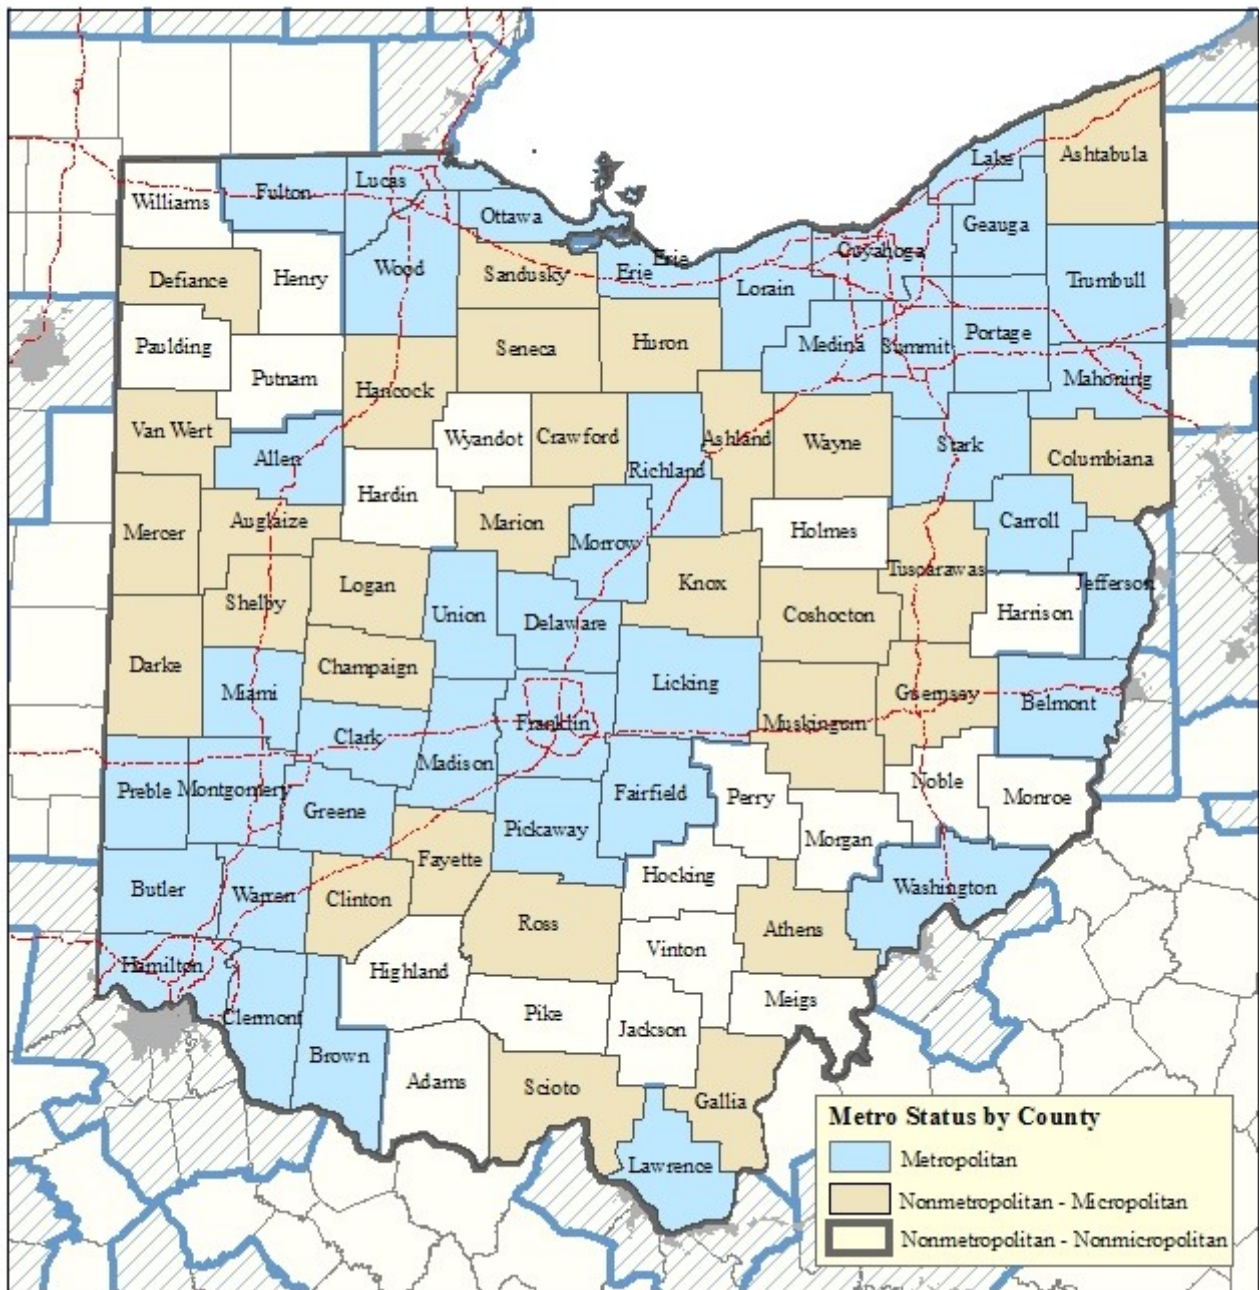 Lake
Ashtabula
Williams
Fulton
Lucas
Ottawa
Geauga
Cuyahoga
Erie
Erie
Defiance
Henry
Wood
Sandusky
Lorain
Trumbull
Paulding
Putnam
Hancock
Seneca
Huron
Medina
Summit
Portage
Mahoning
Van Wert
Allen
Wyandot
Crawford
Richland
Ashland
Wayne
Stark
Columbiana
Mercer
Auglaize
Hardin
Marion
Morrow
Holmes
Carroll
Tuscarawas
Jefferson
Shelby
Logan
Union
Delaware
Knox
Coshocton
Harrison
Darke
Miami
Champaign
Licking
Guernsey
Belmont
Clark
Franklin
Muskingum
Preble
Montgomery
Greene
Madison
Pickaway
Fairfield
Perry
Morgan
Noble
Monroe
Butler
Warren
Clinton
Fayette
Hocking
Washington
Hamilton
Ross
Athens
Highland
Vinton
Clermont
Brown
Pike
Jackson
Meigs
Adams
Scioto
Gallia
Lawrence
Metro Status by County
Metropolitan
Nonmetropolitan - Micropolitan
Nonmetropolitan - Nonmicropolitan